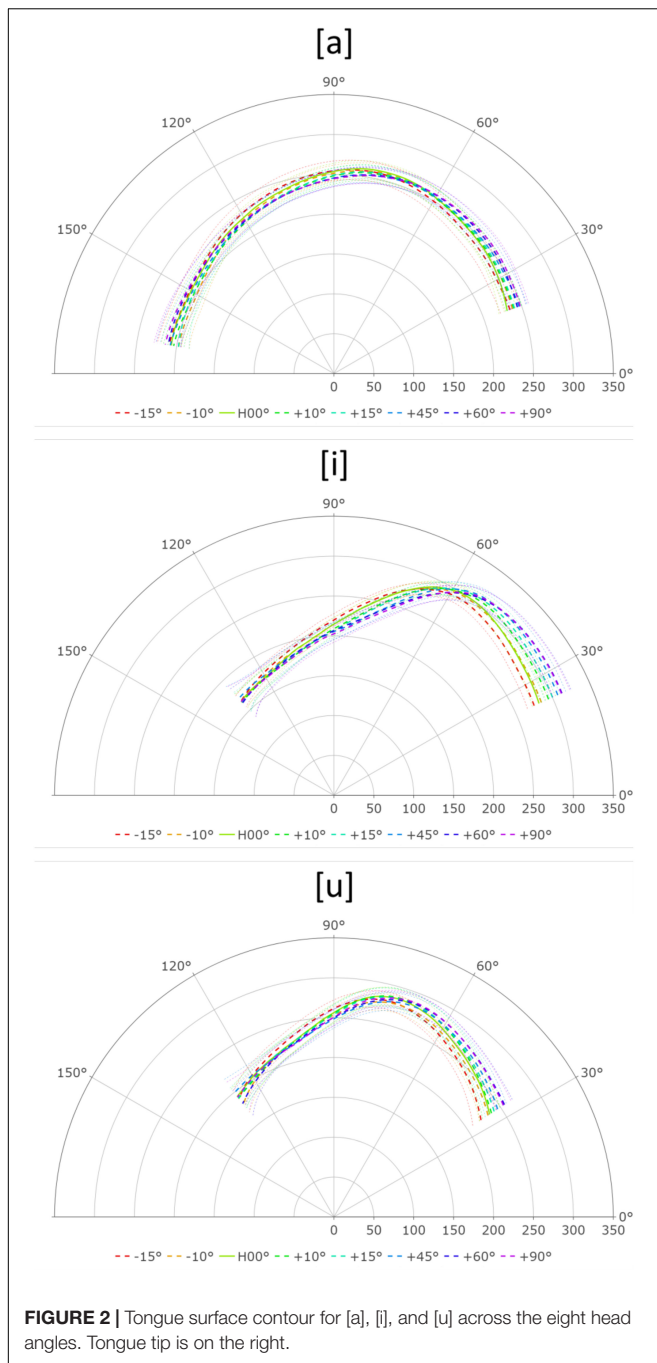 [a]
90°
120°
60°
150°
30°
0°
0 50 100 150 200 250 300 350
-15° -10° H00° +10° +15° +45° +60° +90°
[i]
90°
120°
60°
150°
30°
0°
0 50 100 150 200 250 300 350
-15° -10° H00° +10° +15° +45° +60° +90°
[u]
90°
120°
60°
150°
30°
0°
0 50 100 150 200 250 300 350
-15° -10° H00° +10° +15° +45° +60° +90°
FIGURE 2 | Tongue surface contour for [a], [i], and [u] across the eight head
angles. Tongue tip is on the right.